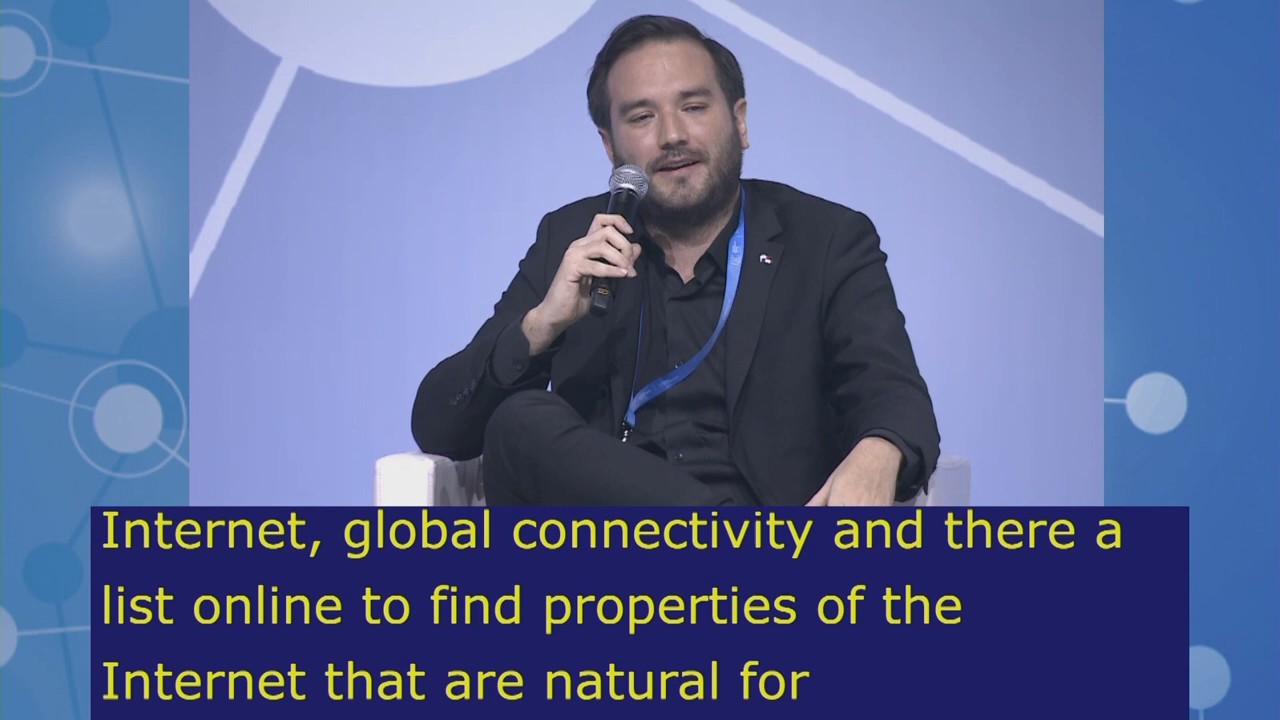 Internet, global connectivity and there a
list online to find properties of the
Internet that are natural for